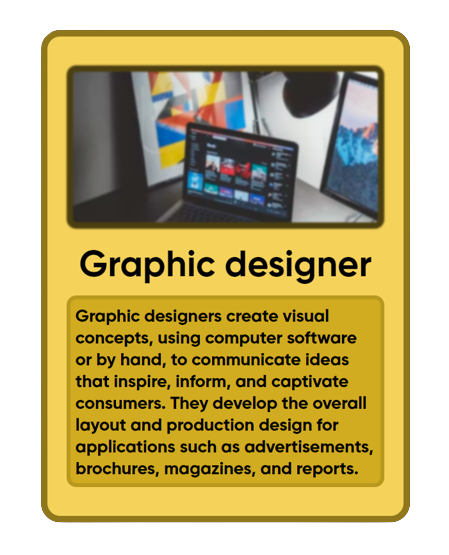 Graphic designer
Graphic designers create visual
concepts, using computer software
or by hand, to communicate ideas
that inspire, inform, and captivate
consumers. They develop the overall
layout and production design for
applications such as advertisements,
brochures, magazines, and reports.